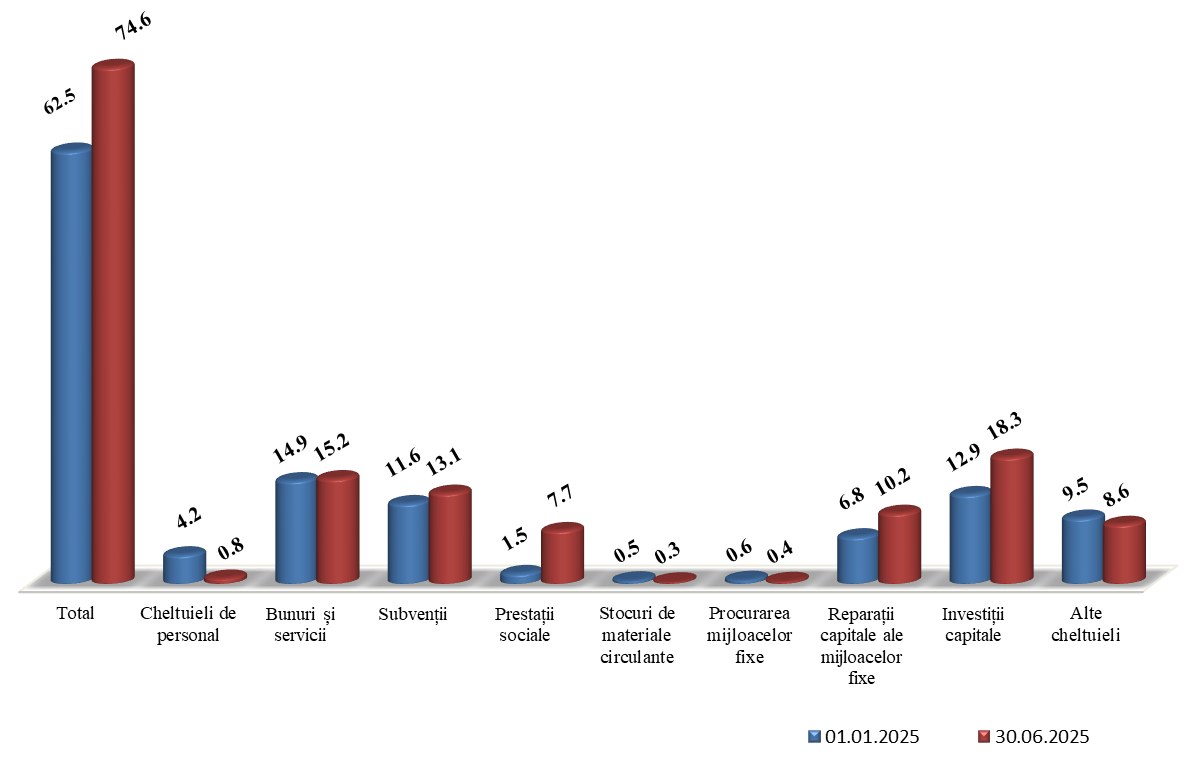 74.6
62.5
18.3
14.9
15.2
11.6
13.1
12.9
10.2
9.5
8.6
7.7
6.8
4.2
1.5
0.8
0.5
0.3
0.6
0.4
Total
Cheltuieli de
personal
Bunuri și
servicii
Subvenții
Prestații
sociale
Stocuri de
materiale
circulante
Procurarea
mijloacelor
fixe
Reparații
capitale ale
mijloacelor
fixe
Investiții
capitale
Alte
cheltuieli
01.01.2025
30.06.2025